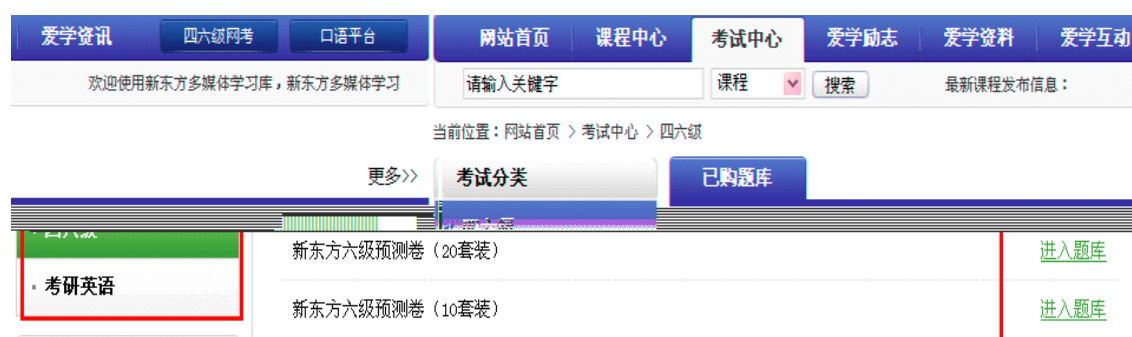 爱学资讯 四六级网考 口语平台 网站首页 课程中心 考试中心 爱学励志 爱学资料 爱学互动
欢迎使用新东方多媒体学习库，新东方多媒体学习 请输入关键字 课程 搜索 最新课程发布信息：
当前位置：网站首页 > 考试中心 > 四六级
更多>> 考试分类 已购题库
四六级
新东方六级预测卷（20套装） 进入题库
· 考研英语
新东方六级预测卷（10套装） 进入题库